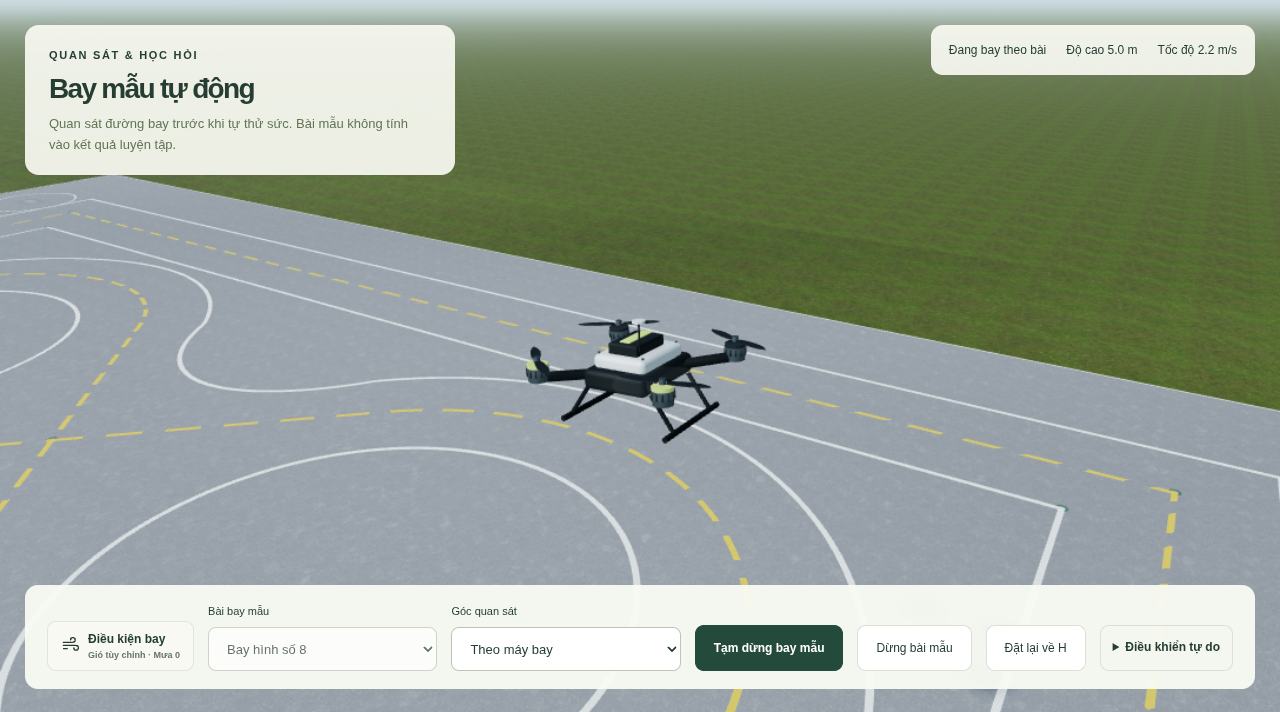 QUAN SÁT & HỌC HỎI
Bay mẫu tự động
Quan sát đường bay trước khi tự thử sức. Bài mẫu không tính
vào kết quả luyện tập.
Đang bay theo bài Độ cao 5.0 m Tốc độ 2.2 m/s
Điều kiện bay
Gió tùy chỉnh · Mưa 0
Bài bay mẫu
Bay hình số 8
Góc quan sát
Theo máy bay
Tạm dừng bay mẫu
Dừng bài mẫu
Đặt lại về H
Điều khiển tự do